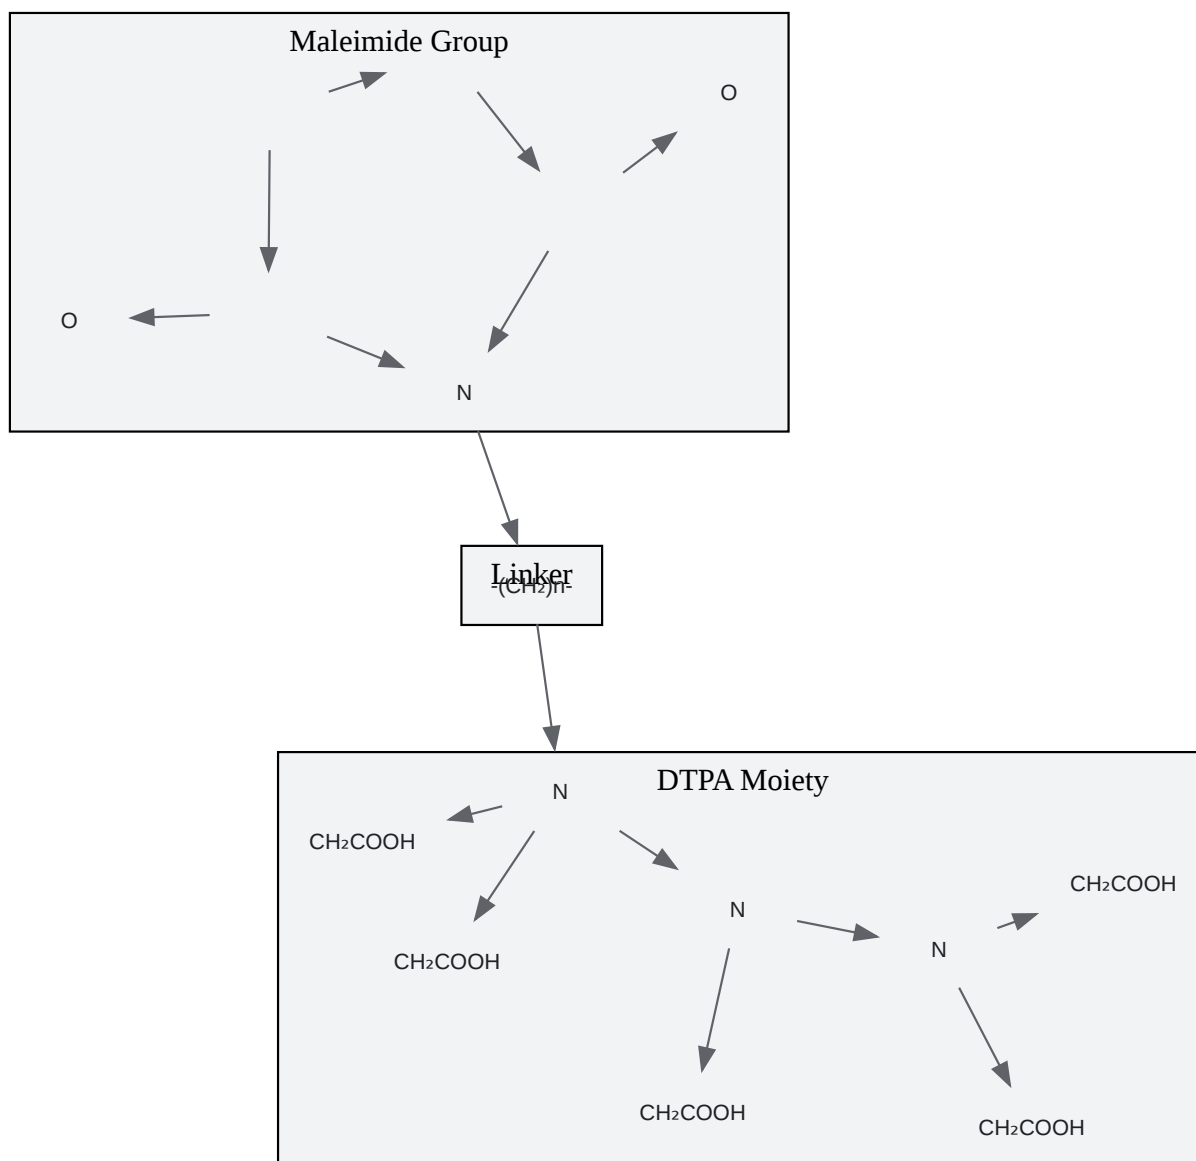 Maleimide Group
O
O
N
Linker
-(CH₂)n-
DTPA Moiety
N
CH₂COOH
CH₂COOH
N
N
CH₂COOH
CH₂COOH
CH₂COOH